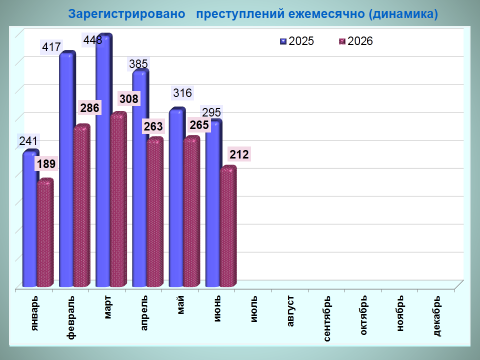 Зарегистрировано преступлений ежемесячно (динамика)
2025 2026
241 417 448 385 316 295
189 286 308 263 265 212
январь февраль март апрель май июнь июль август сентябрь октябрь ноябрь декабрь